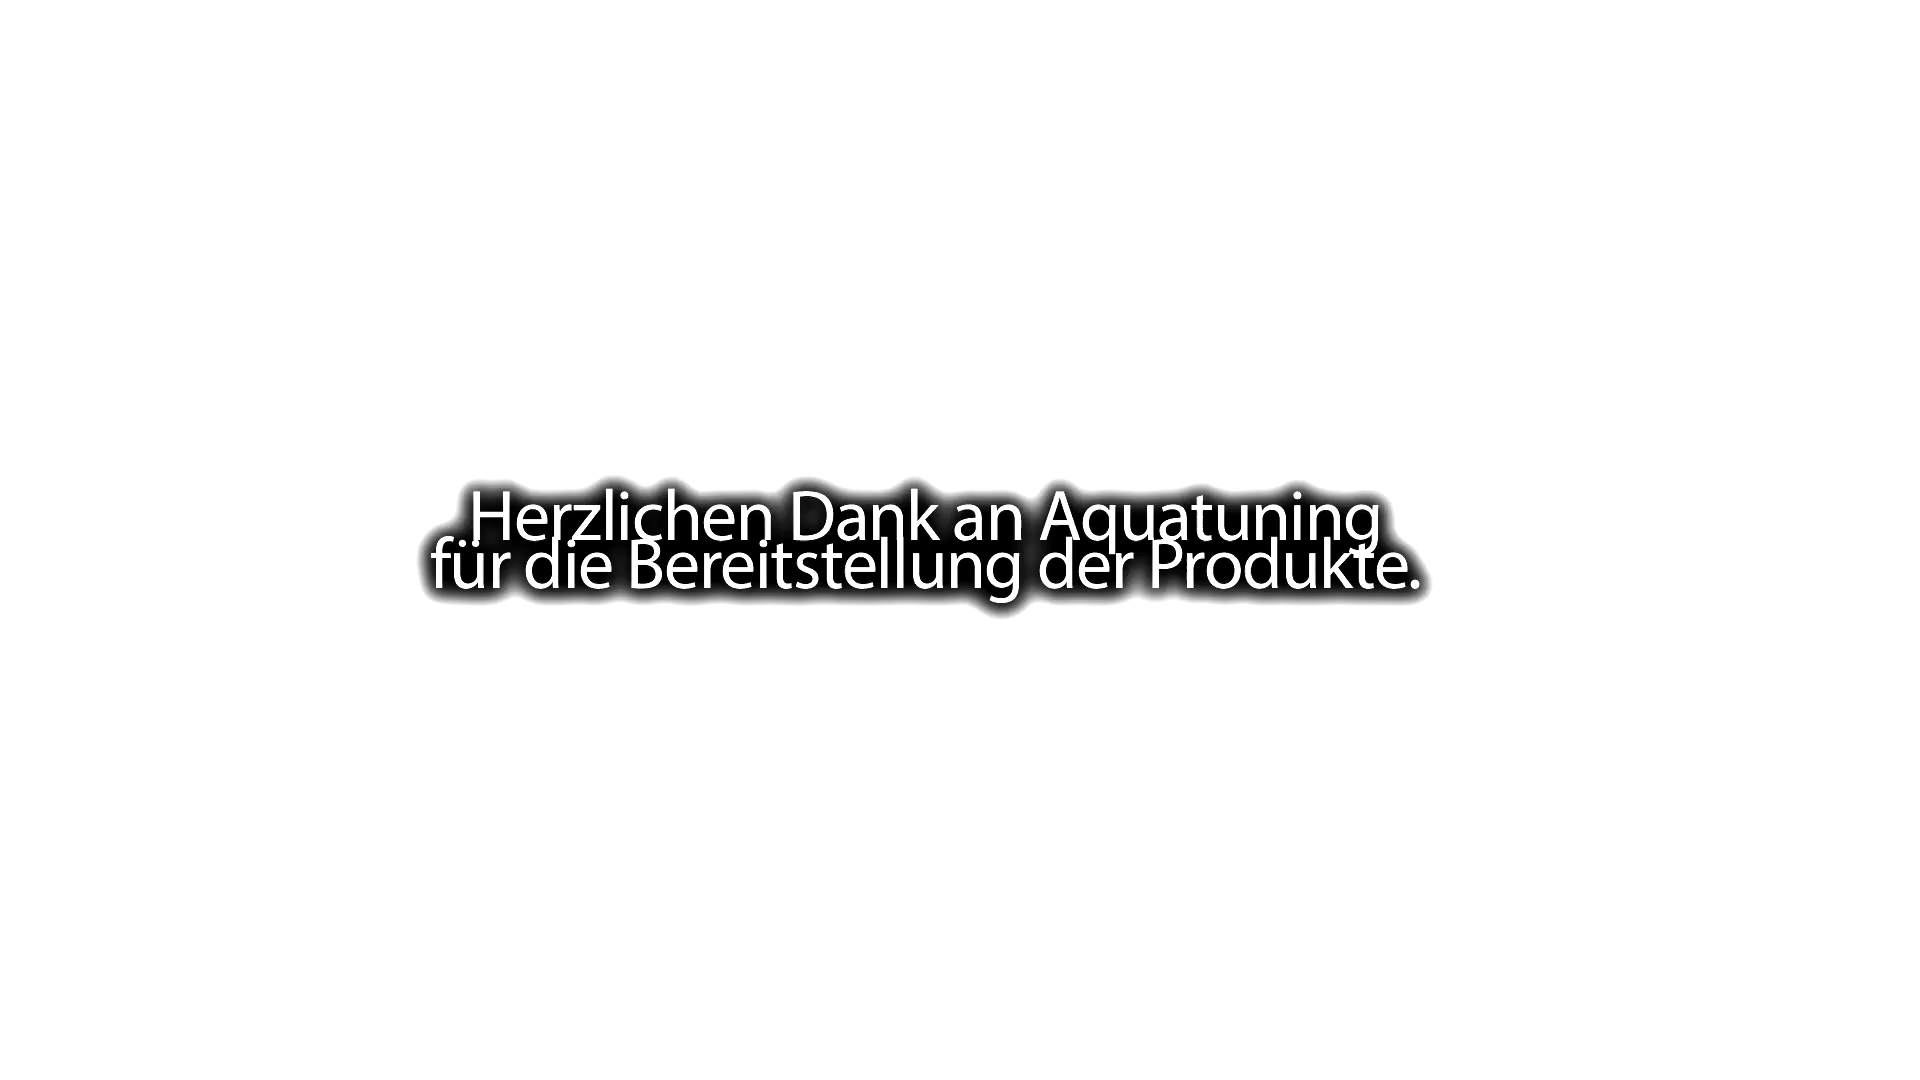 Herzlichen Dank an Aquatuning
für die Bereitstellung der Produkte.